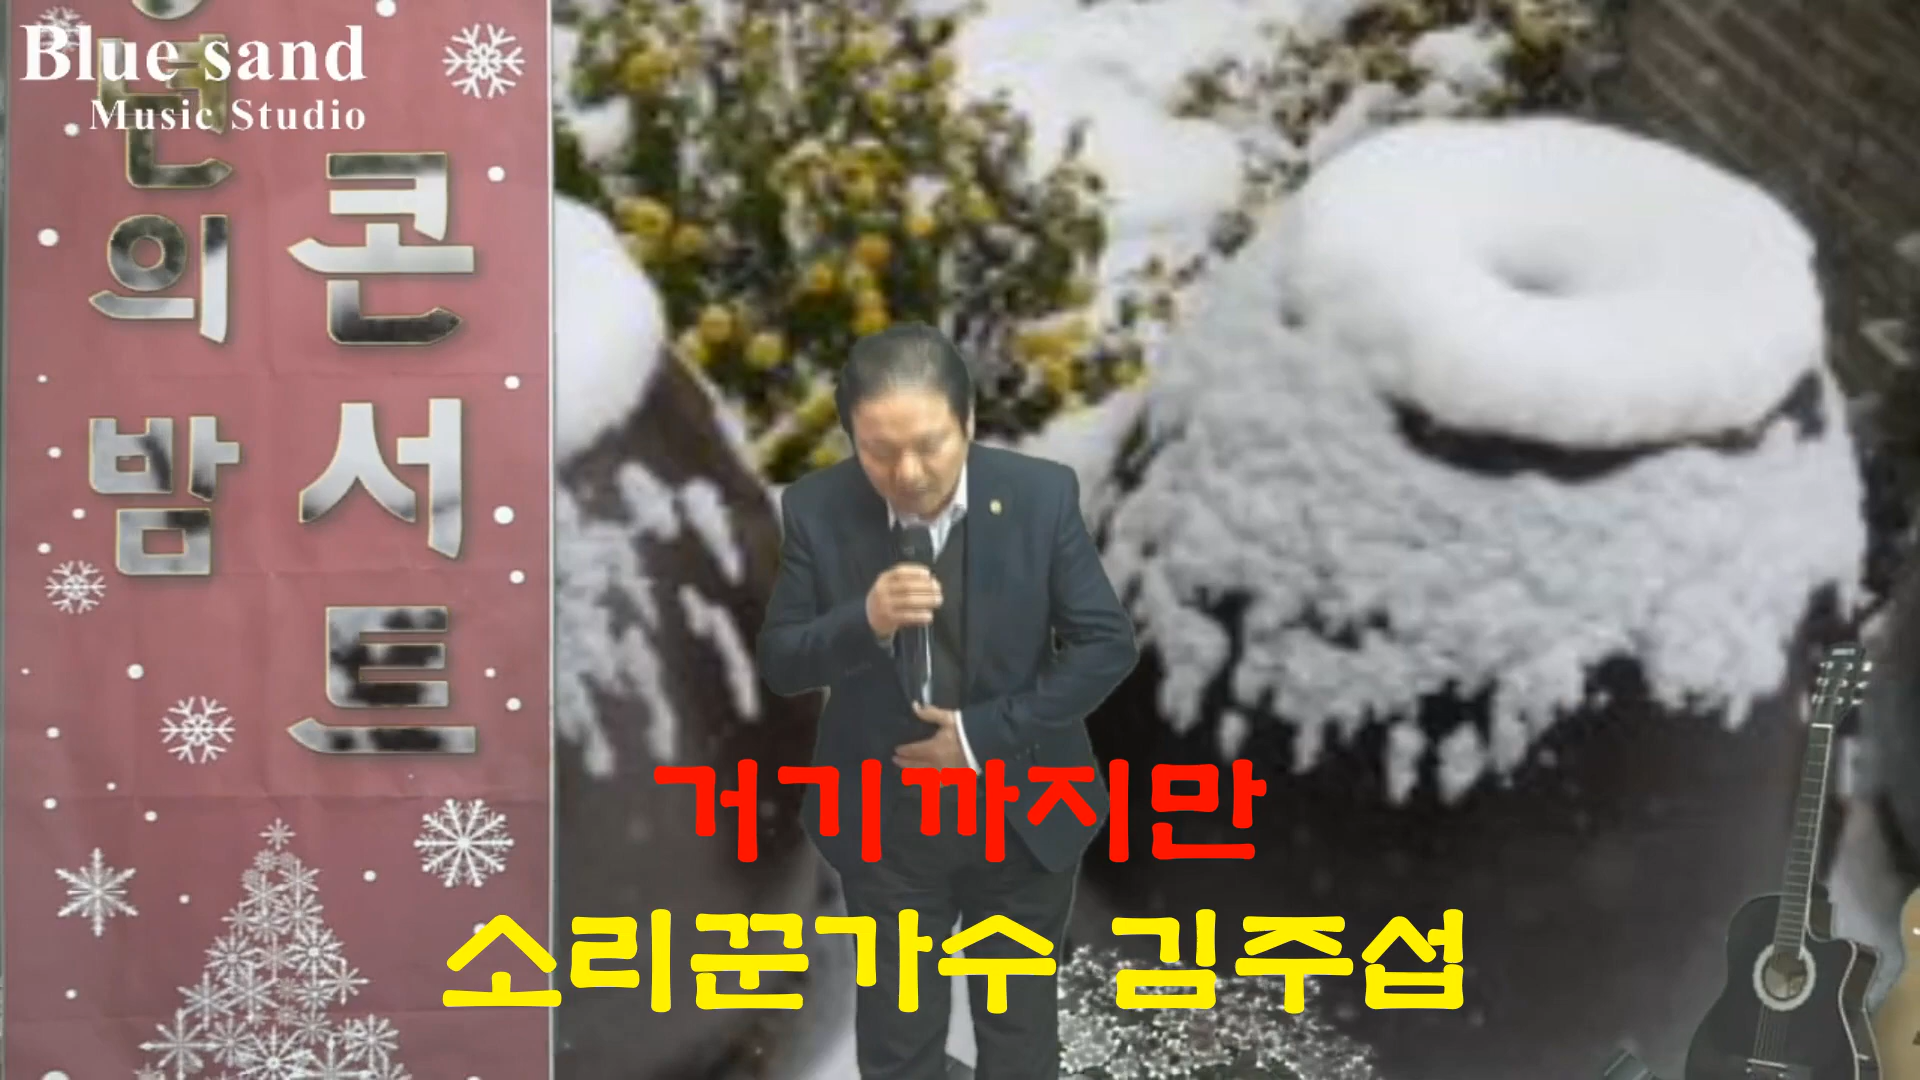 Blue sand
Music Studio
년의 밤
콘서트
거기까지만
소리꾼가수 김주섭